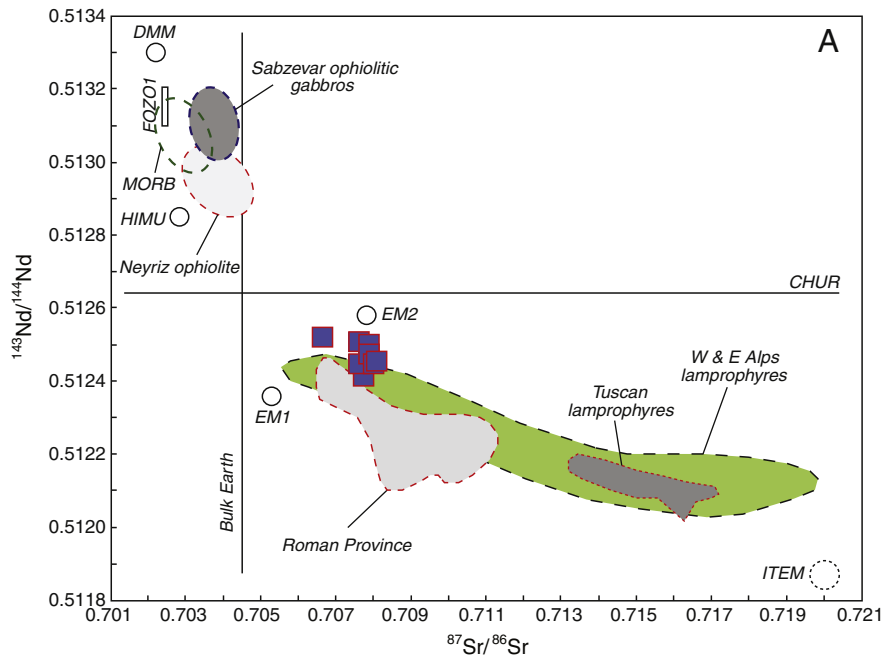 A
0.5134
0.5132
0.5130
0.5128
0.5126
0.5124
0.5122
0.5120
0.5118
143Nd/144Nd
DMM
EQZO1
Sabzevar ophiolitic
gabbros
MORB
HIMU
Neyriz ophiolite
CHUR
EM2
EM1
W & E Alps
lamprophyres
Tuscan
lamprophyres
Bulk Earth
Roman Province
ITEM
0.701 0.703 0.705 0.707 0.709 0.711 0.713 0.715 0.717 0.719 0.721
87Sr/86Sr